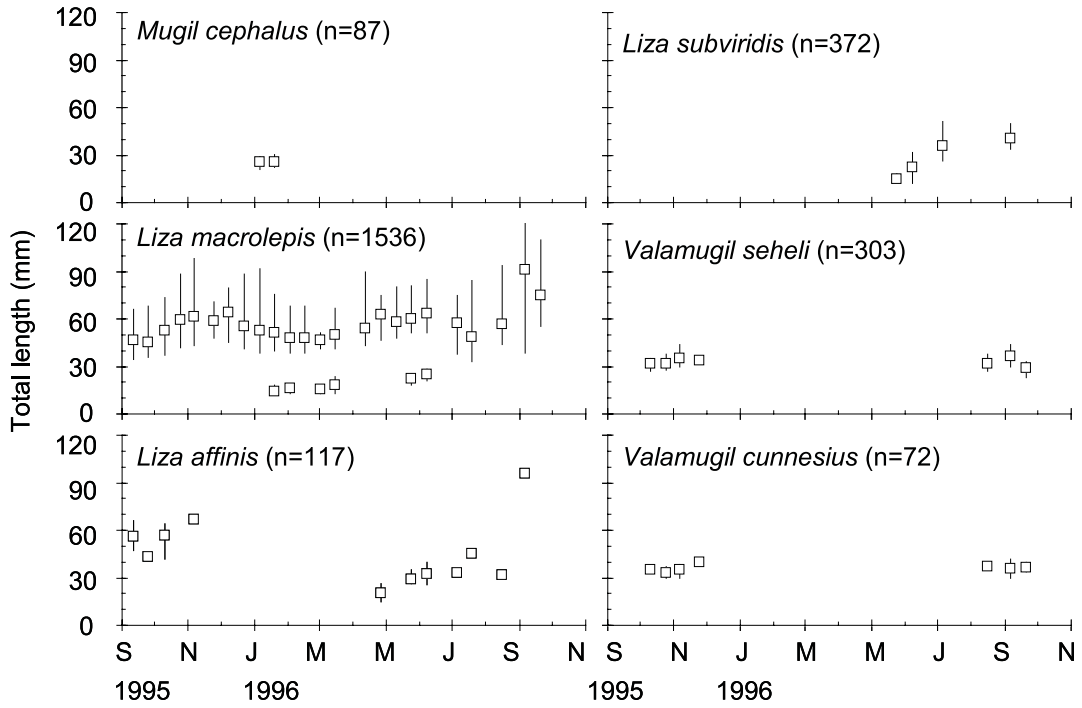 Total length (mm)
120
90
60
30
0
Mugil cephalus (n=87)
Liza subviridis (n=372)
120
90
60
30
0
Liza macrolepis (n=1536)
Valamugil seheli (n=303)
120
90
60
30
0
Liza affinis (n=117)
Valamugil cunnesius (n=72)
S N J M M J S N
1995 1996
S N J M M J S N
1995 1996